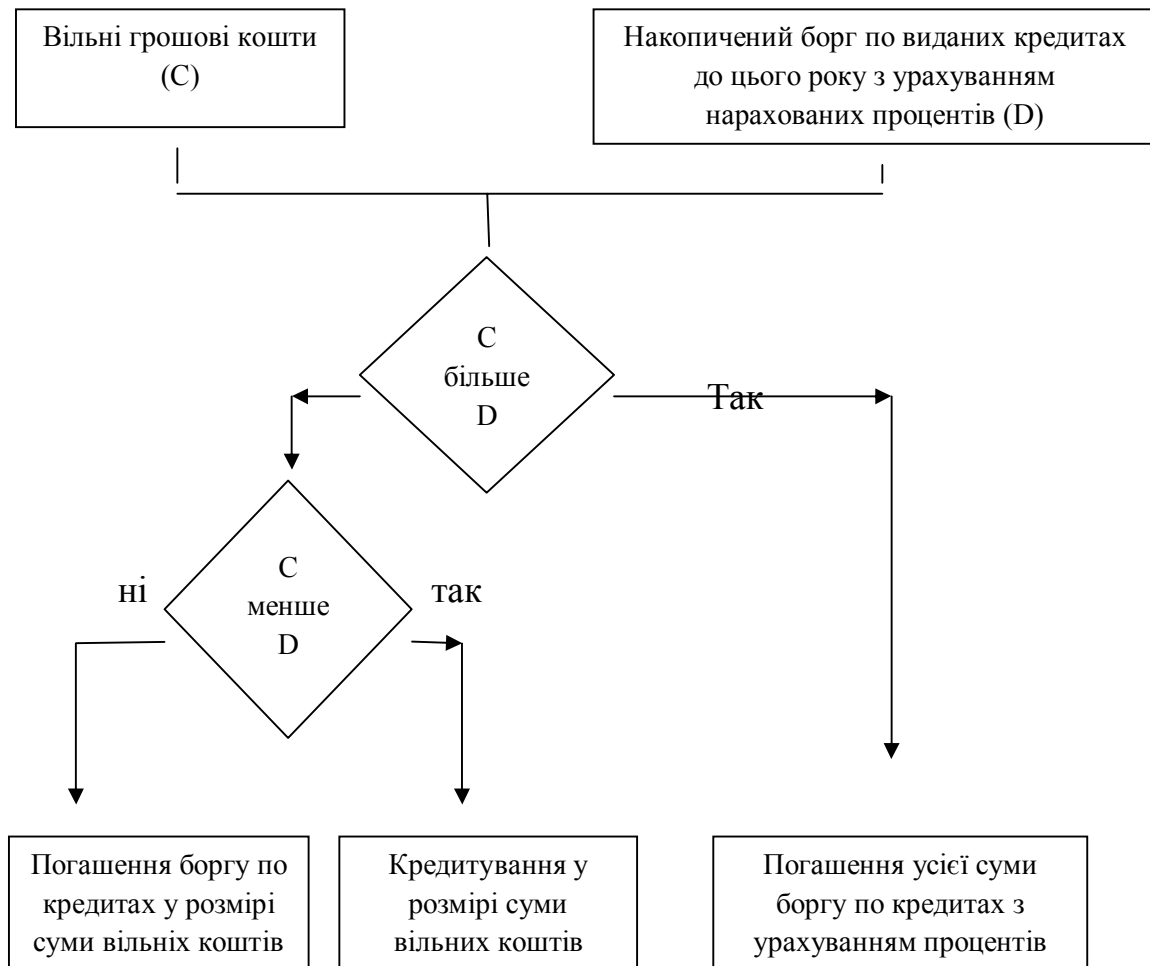 Вільні грошові кошти
(С)
Накопичений борг по виданих кредитах
до цього року з урахуванням
нарахованих процентів (D)
С
більше
D
Так
С
менше
D
ні
так
Погашення боргу по
кредитах у розмірі
суми вільніх коштів
Кредитування у
розмірі суми
вільних коштів
Погашення усієї суми
боргу по кредитах з
урахуванням процентів